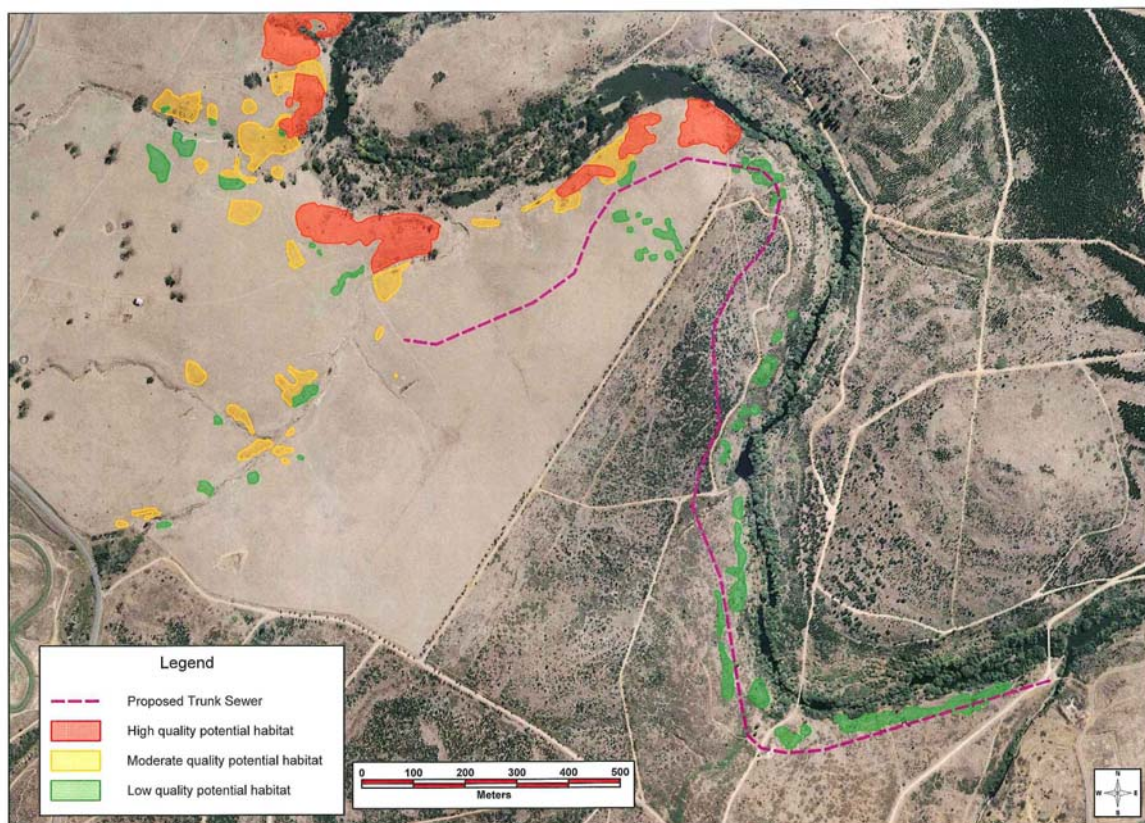 Legend
Proposed Trunk Sewer
High quality potential habitat
Moderate quality potential habitat
Low quality potential habitat
0 100 200 300 400 500
Meters
N
W E
S